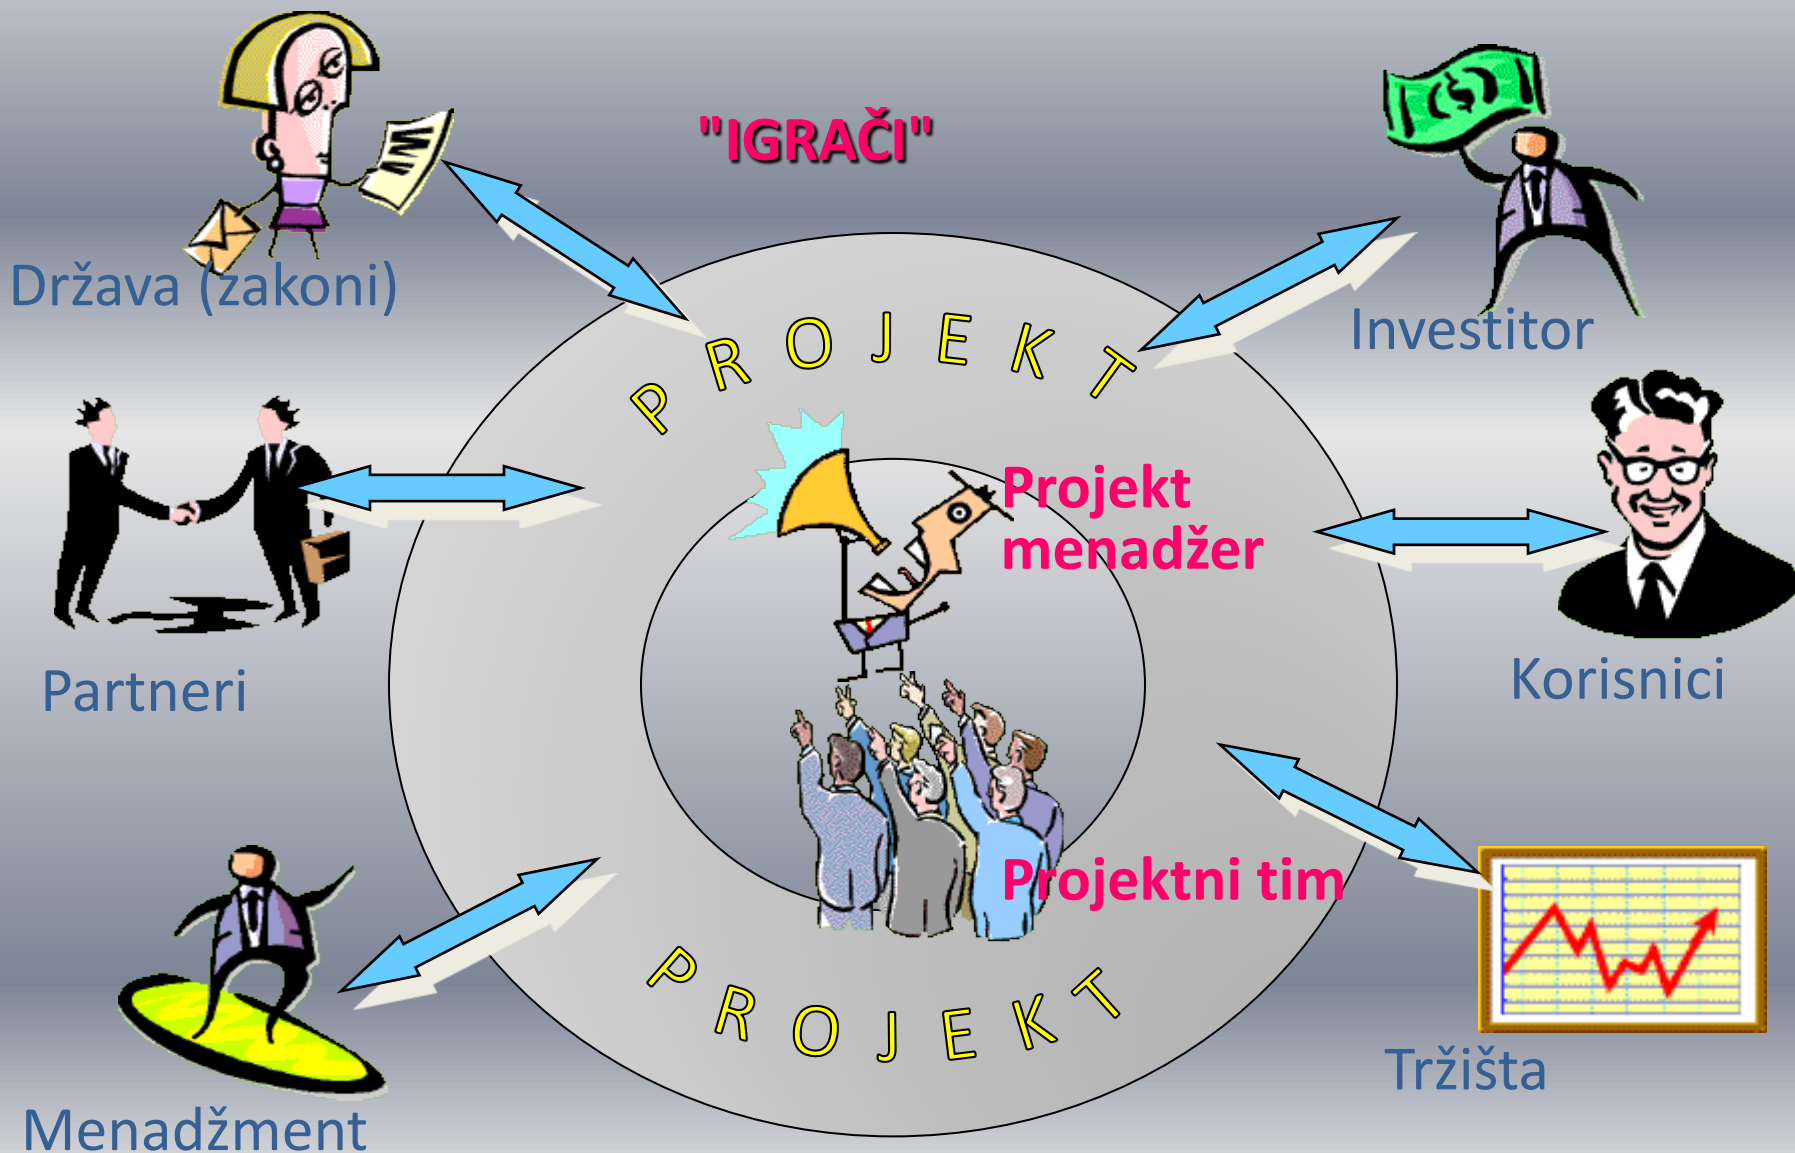 "IGRAČI"
Država (zakoni)
Investitor
PROJEKT
Projekt
menadžer
Partneri
Korisnici
Projektni tim
PROJEKT
Tržišta
Menadžment